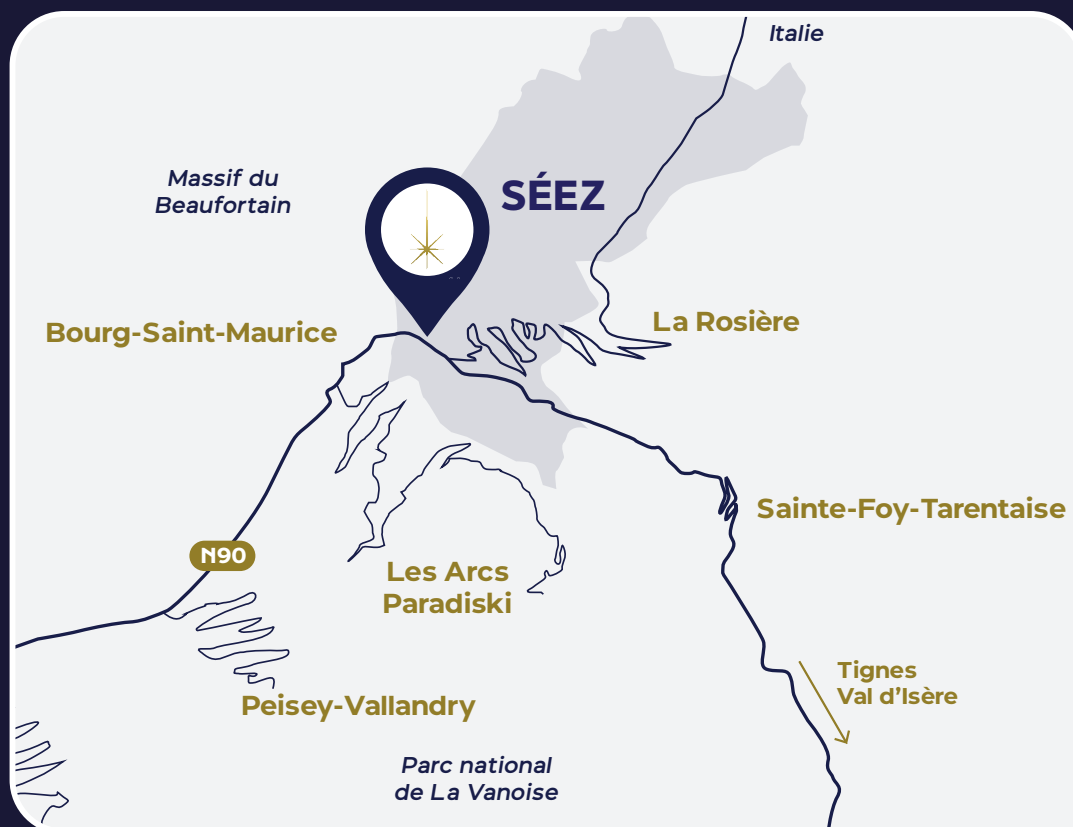 Italie
Massif du
Beaufortain
SÉEZ
Bourg-Saint-Maurice
La Rosière
Sainte-Foy-Tarentaise
N90
Les Arcs
Paradiski
Tignes
Val d’Isère
Peisey-Vallandry
Parc national
de La Vanoise